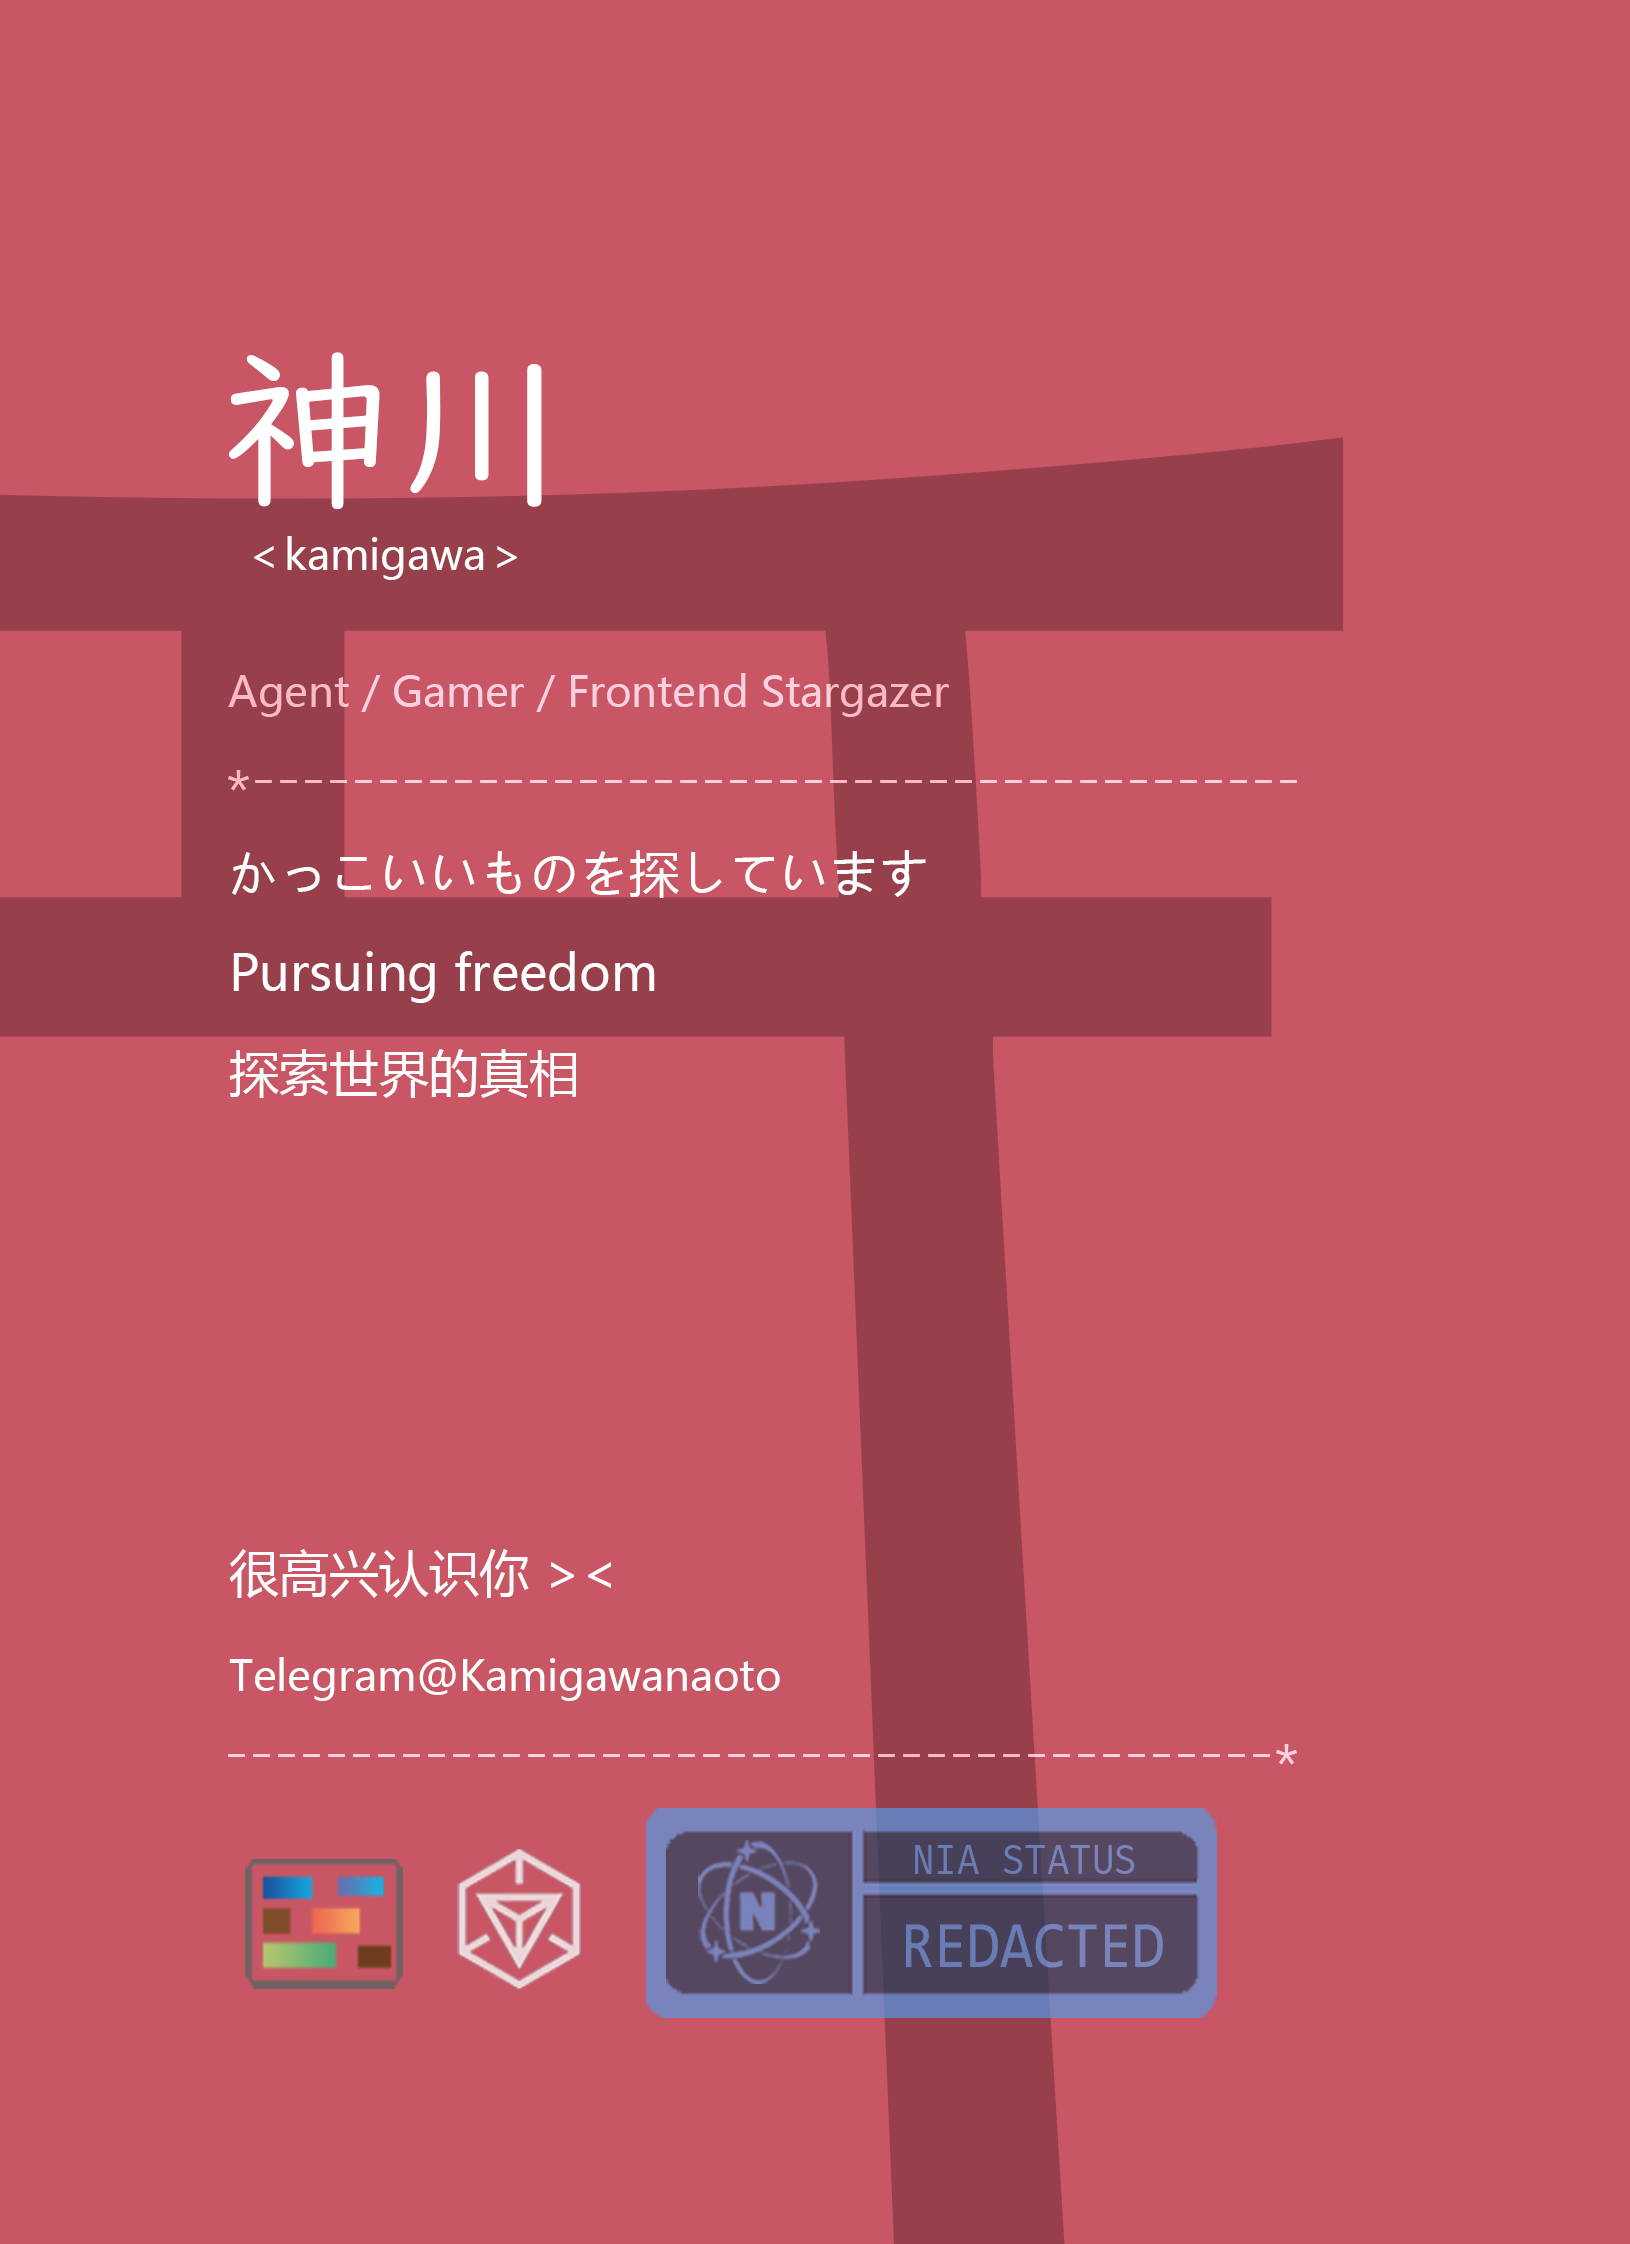 神川
<kamigawa>
Agent / Gamer / Frontend Stargazer
かっこいいものを探しています
Pursuing freedom
探索世界的真相
很高兴认识你 ><
Telegram@Kamigawanaoto
N
NIA STATUS
REDACTED